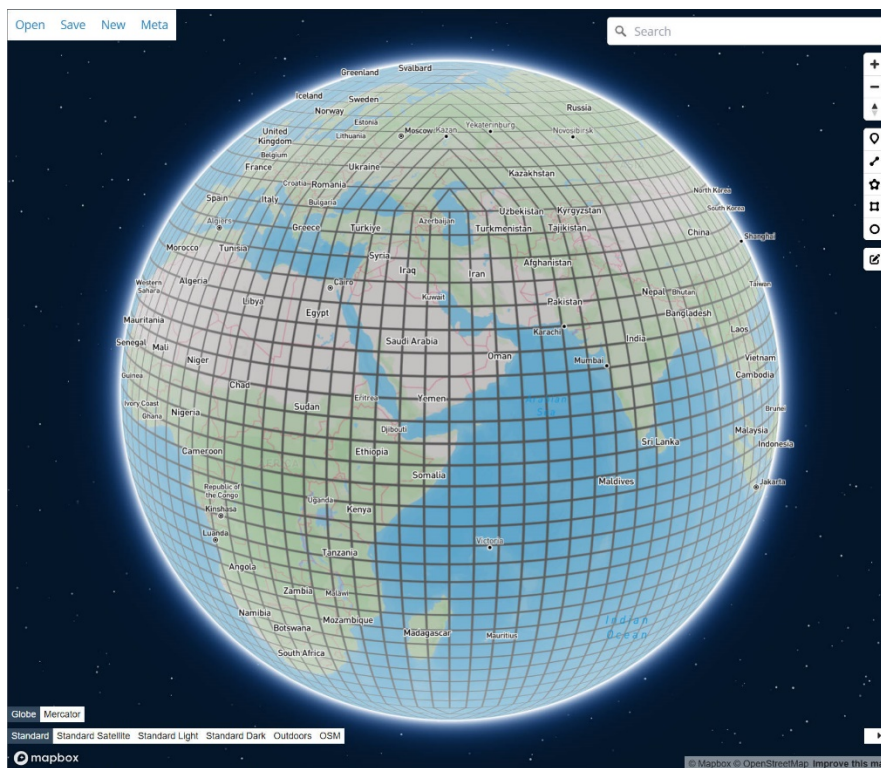 Open Save New Meta
Search
Svalbard
Greenland
Iceland
Sweden
Norway
Russia
Estonia
United
Kingdom
Lithuania
Moscow
Kazan
Yekaterinburg
Novosibirsk
Belgium
France
Ukraine
Kazakhstan
Croatia
Romania
North Korea
Spain
Italy
Bulgaria
Uzbekistan
Kyrgyzstan
South Korea
Algiers
Greece
Türkiye
Azerbaijan
Turkmenistan
Tajikistan
China
Shanghai
Morocco
Tunisia
Syria
Iraq
Iran
Afghanistan
Western
Sahara
Algeria
Cairo
Kuwait
Pakistan
Nepal
Bhutan
Taiwan
Libya
Egypt
Bangladesh
Mauritania
Karachi
Laos
Senegal
Mali
Saudi Arabia
India
Niger
Oman
Mumbai
Vietnam
Guinea
Chad
Cambodia
Ivory Coast
Ghana
Nigeria
Sudan
Eritrea
Yemen
Arabian
Sea
Brunei
Djibouti
Malaysia
Cameroon
Ethiopia
Sri Lanka
Indonesia
Somalia
Maldives
Jakarta
Republic of
the Congo
Uganda
Kinshasa
Kenya
Luanda
Victoria
Tanzania
Angola
Zambia
Malawi
Namibia
Mozambique
Indian
Ocean
Botswana
Madagascar
Mauritius
South Africa
Globe Mercator
Standard Standard Satellite Standard Light Standard Dark Outdoors OSM
mapbox
© Mapbox © OpenStreetMap Improve this ma